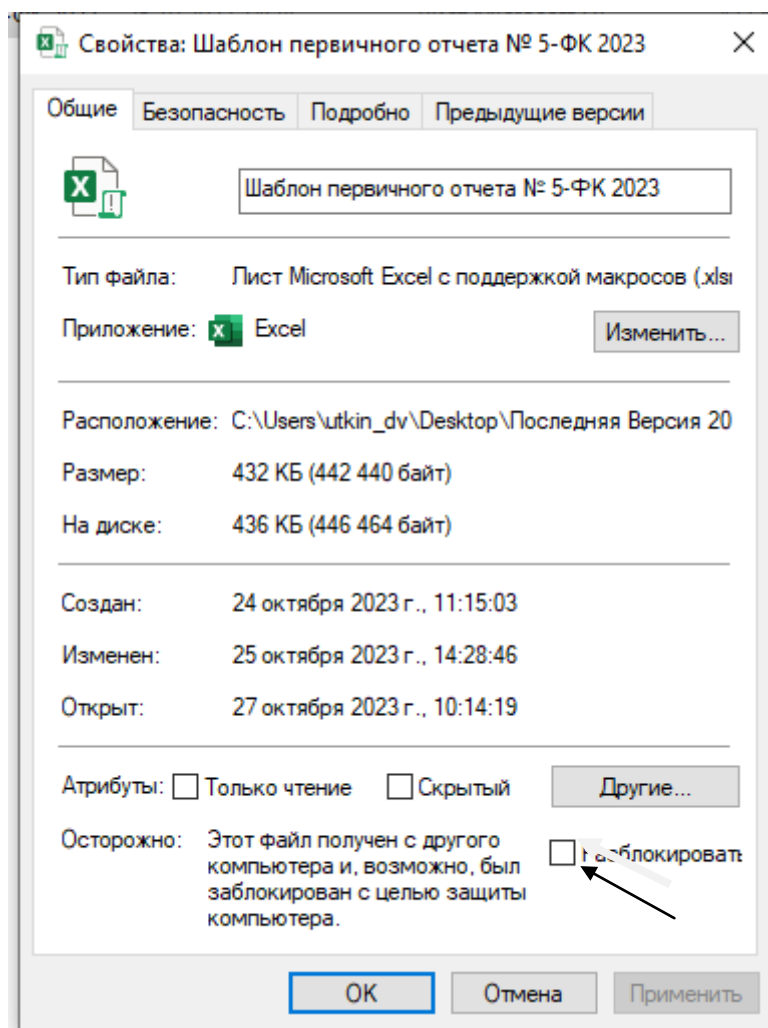 Свойства: Шаблон первичного отчета № 5-ФК 2023
Общие Безопасность Подробно Предыдущие версии
Шаблон первичного отчета № 5-ФК 2023
Тип файла: Лист Microsoft Excel с поддержкой макросов (.xlsr
Приложение: Excel Изменить...
Расположение: C:\Users\utkin_dv\Desktop\Последняя Версия 20
Размер: 432 КБ (442 440 байт)
На диске: 436 КБ (446 464 байт)
Создан: 24 октября 2023 г., 11:15:03
Изменен: 25 октября 2023 г., 14:28:46
Открыт: 27 октября 2023 г., 10:14:19
Атрибуты: Только чтение Скрытый Другие...
Осторожно: Этот файл получен с другого
компьютера и, возможно, был Разблокировать
заблокирован с целью защиты
компьютера.
OK Отмена Применить